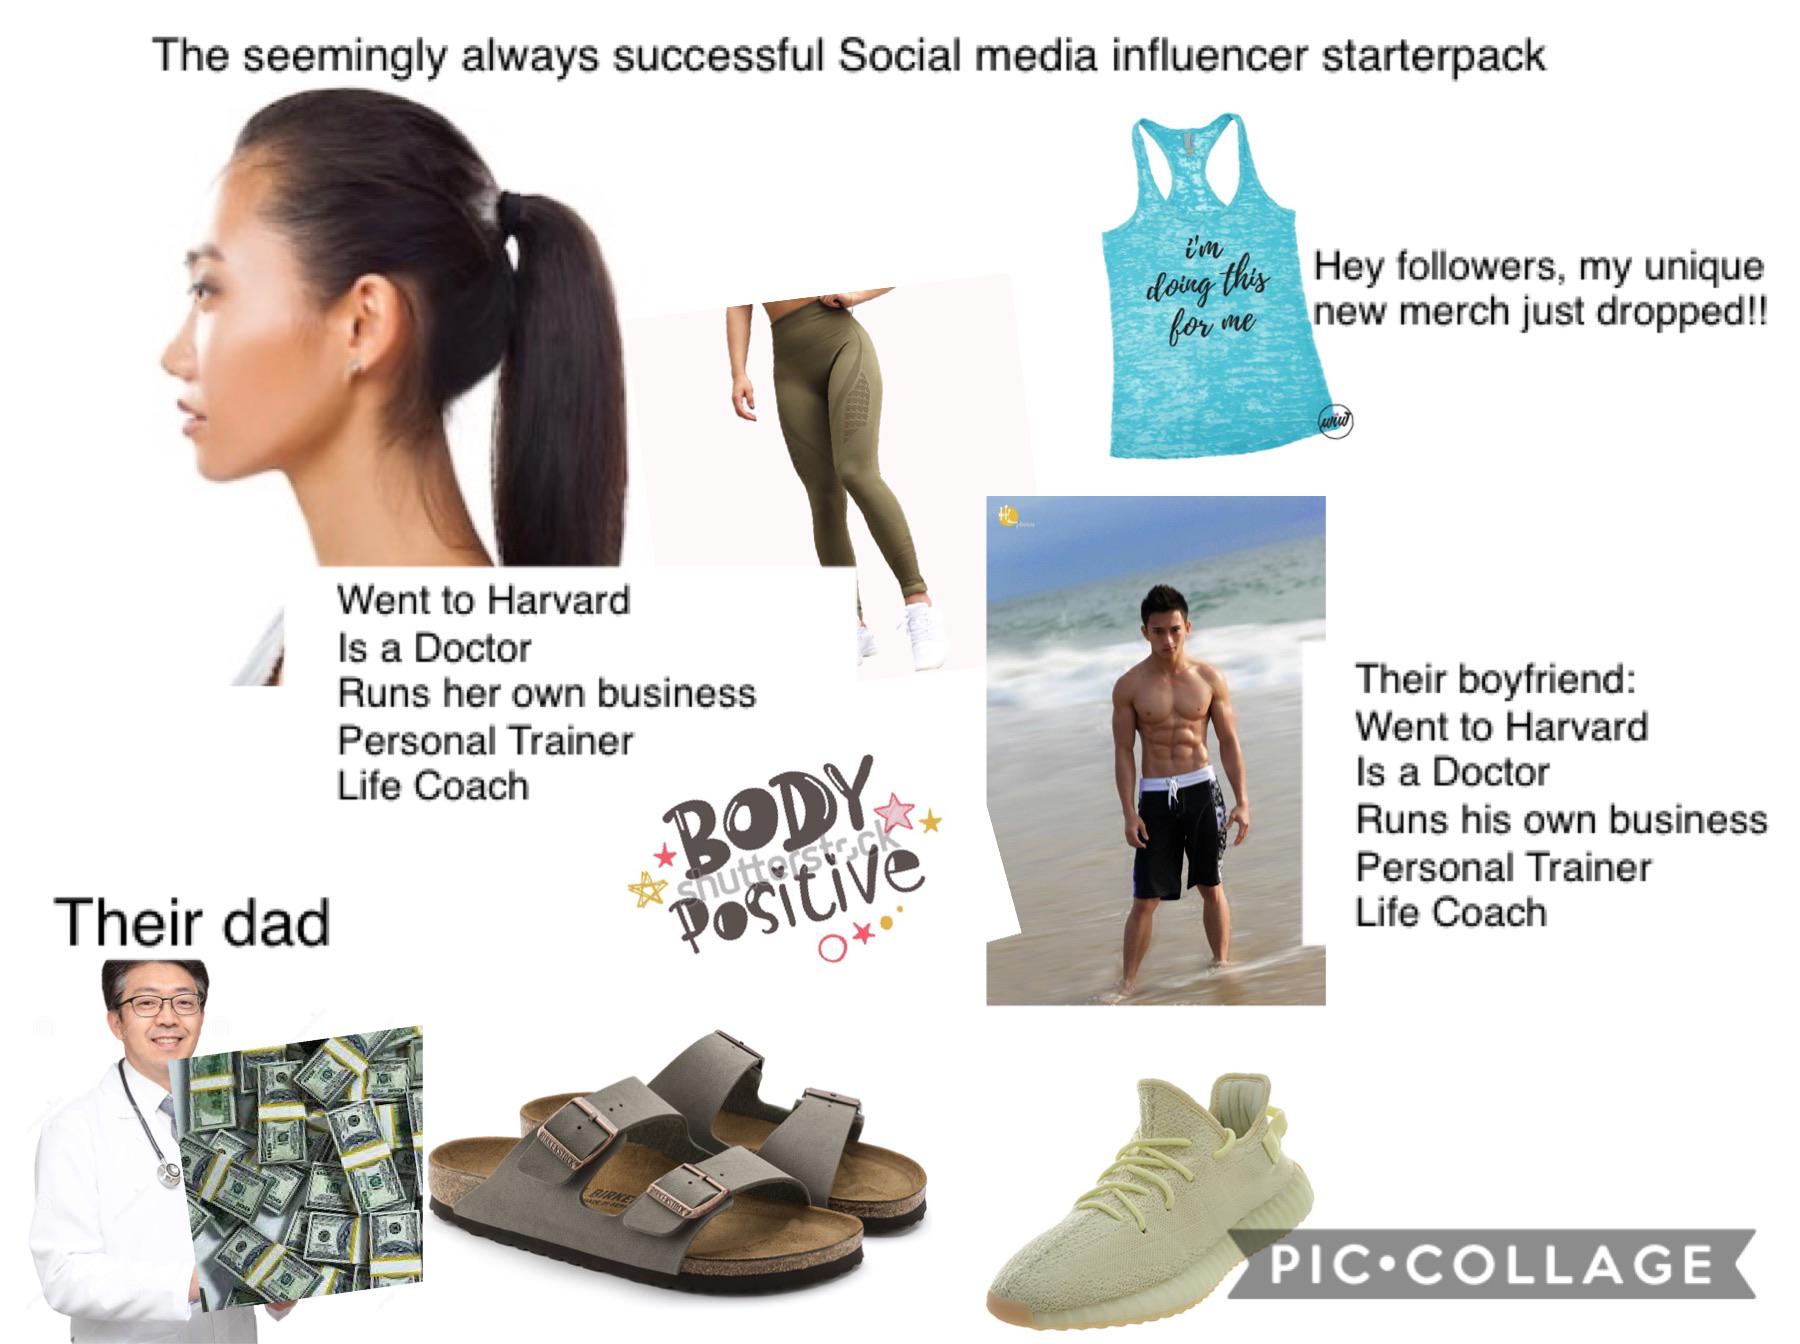 The seemingly always successful Social media influencer starterpack
i'm
doing this
for me
Hey followers, my unique
new merch just dropped!!
Went to Harvard
Is a Doctor
Runs her own business
Personal Trainer
Life Coach
Their boyfriend:
Went to Harvard
Is a Doctor
Runs his own business
Personal Trainer
Life Coach
BODY
shutterstock
Positive
Their dad
BIRKENSTOCK
PIC•COLLAGE